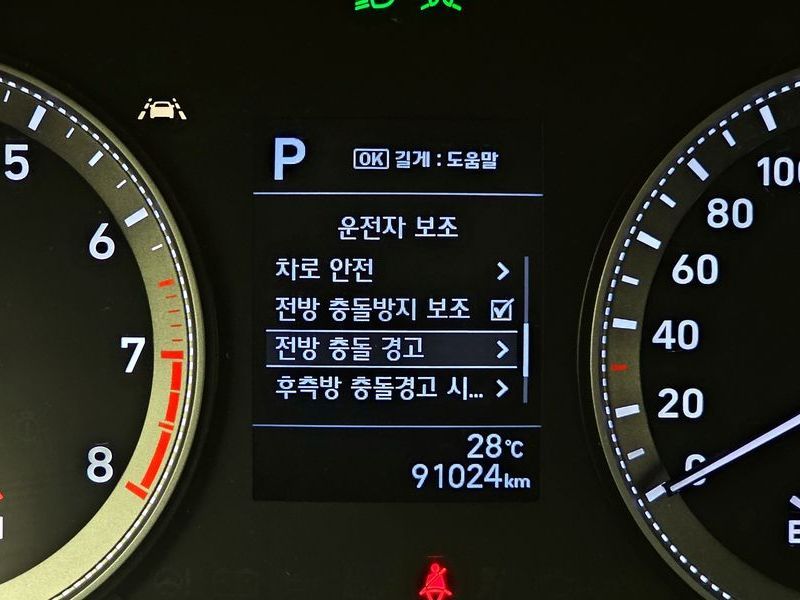 P
OK 길게 : 도움말
운전자 보조
차로 안전
전방 충돌방지 보조
전방 충돌 경고
후측방 충돌경고 시...
28℃
91024km
5
6
7
8
100
80
60
40
20
0
E